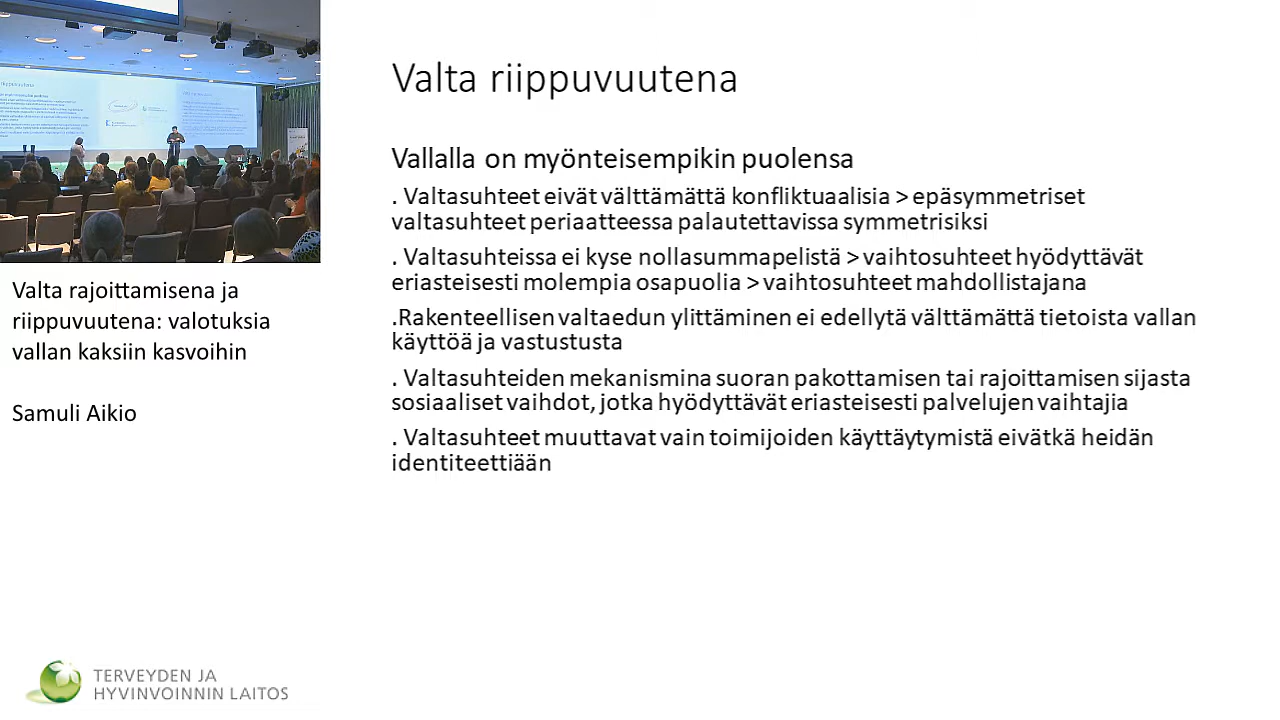 Valta riippuvuutena
Vallalla on myönteisempikin puolensa
. Valtasuhteet eivät välttämättä konfliktuaalisia > epäsymmetriset
valtasuhteet periaatteessa palautettavissa symmetrisiksi
. Valtasuhteissa ei kyse nollasummapelistä > vaihtosuhteet hyödyttävät
eriasteisesti molempia osapuolia > vaihtosuhteet mahdollistajana
.Rakenteellisen valtaedun ylittäminen ei edellytä välttämättä tietoista vallan
käyttöä ja vastustusta
. Valtasuhteiden mekanismina suoran pakottamisen tai rajoittamisen sijasta
sosiaaliset vaihdot, jotka hyödyttävät eriasteisesti palvelujen vaihtajia
. Valtasuhteet muuttavat vain toimijoiden käyttäytymistä eivätkä heidän
identiteettiään
Valta rajoittamisena ja
riippuvuutena: valotuksia
vallan kaksiin kasvoihin
Samuli Aikio
TERVEYDEN JA
HYVINVOINNIN LAITOS